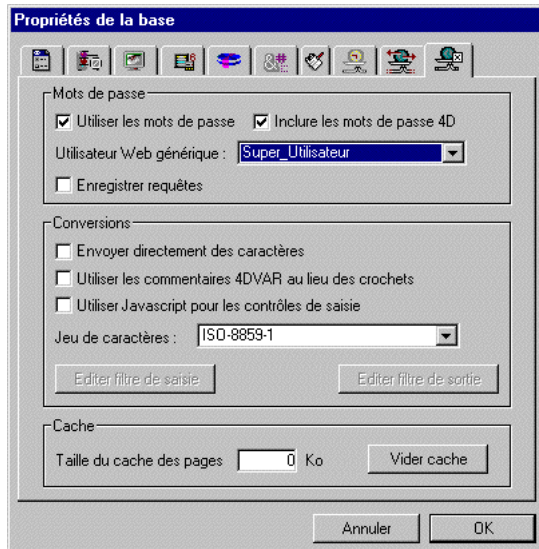 Propriétés de la base
Mots de passe
Utiliser les mots de passe Inclure les mots de passe 4D
Utilisateur Web générique : Super_Utilisateur
Enregistrer requêtes
Conversions
Envoyer directement des caractères
Utiliser les commentaires 4DVAR au lieu des crochets
Utiliser Javascript pour les contrôles de saisie
Jeu de caractères : ISO-8859-1
Editer filtre de saisie Editer filtre de sortie
Cache
Taille du cache des pages 0 Ko Vider cache
Annuler OK